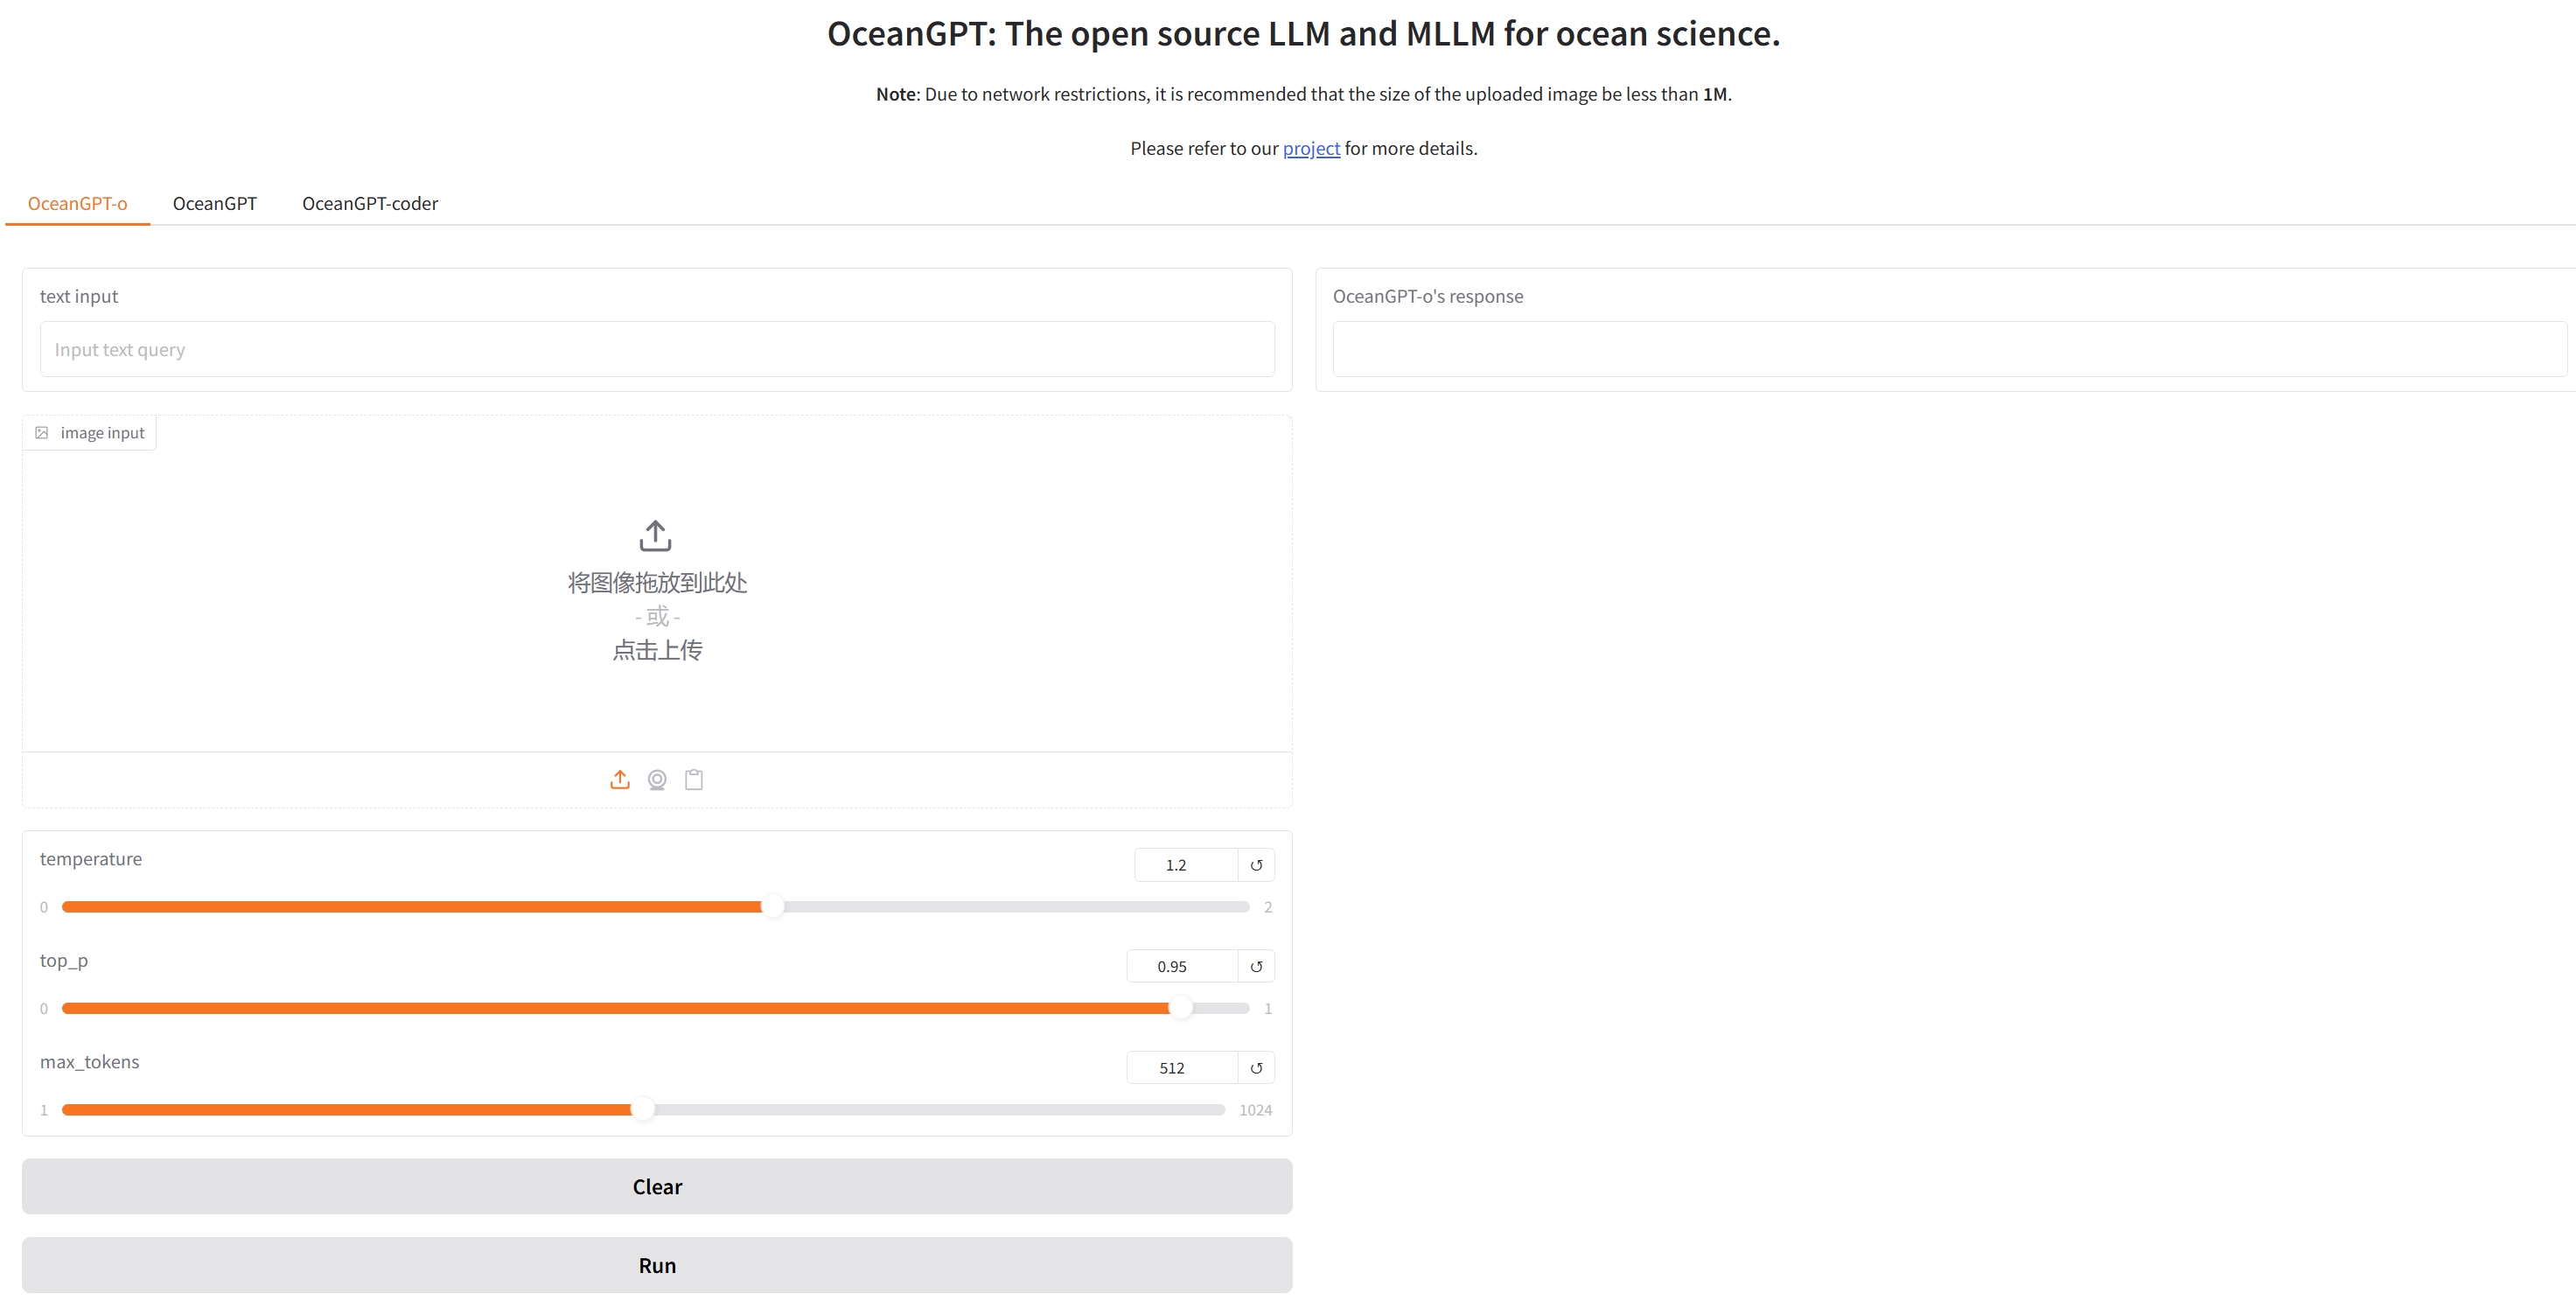 OceanGPT: The open source LLM and MLLM for ocean science.
Note: Due to network restrictions, it is recommended that the size of the uploaded image be less than 1M.
Please refer to our project for more details.
OceanGPT-o OceanGPT OceanGPT-coder
text input
Input text query
OceanGPT-o's response
image input
将图像拖放到此处
- 或 -
点击上传
temperature
1.2
0 2
top_p
0.95
0 1
max_tokens
512
1 1024
Clear
Run